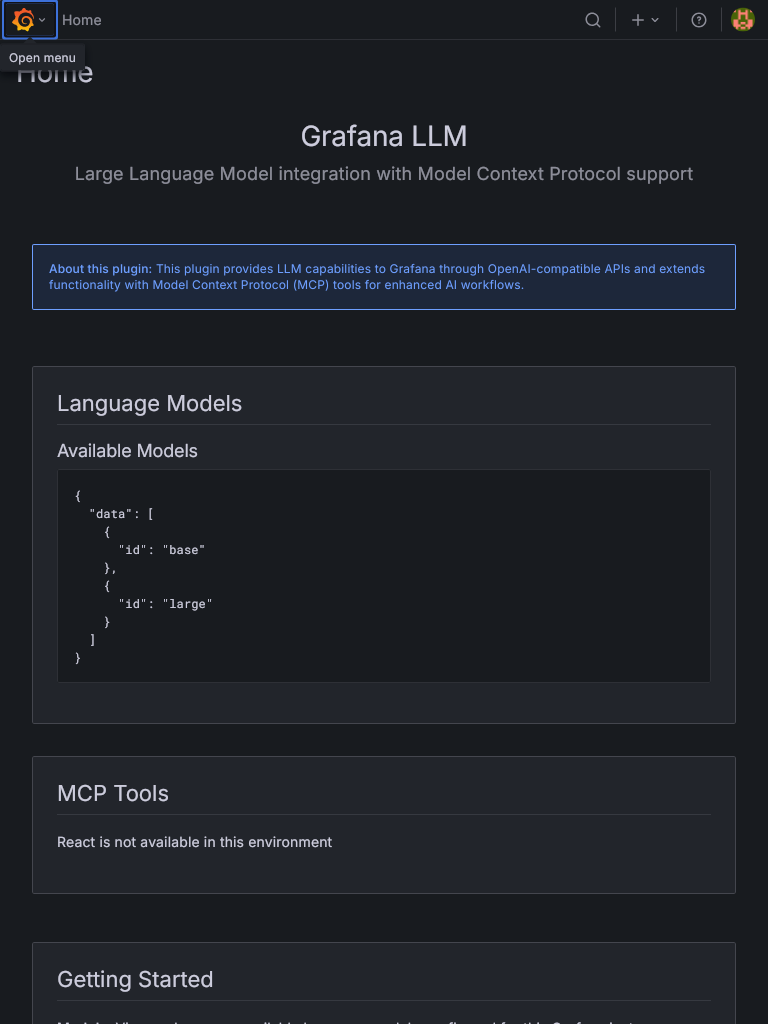 Home
Open menu
Home
Grafana LLM
Large Language Model integration with Model Context Protocol support
About this plugin: This plugin provides LLM capabilities to Grafana through OpenAI-compatible APIs and extends
functionality with Model Context Protocol (MCP) tools for enhanced AI workflows.
Language Models
Available Models
{
  "data": [
    {
      "id": "base"
    },
    {
      "id": "large"
    }
  ]
}
MCP Tools
React is not available in this environment
Getting Started